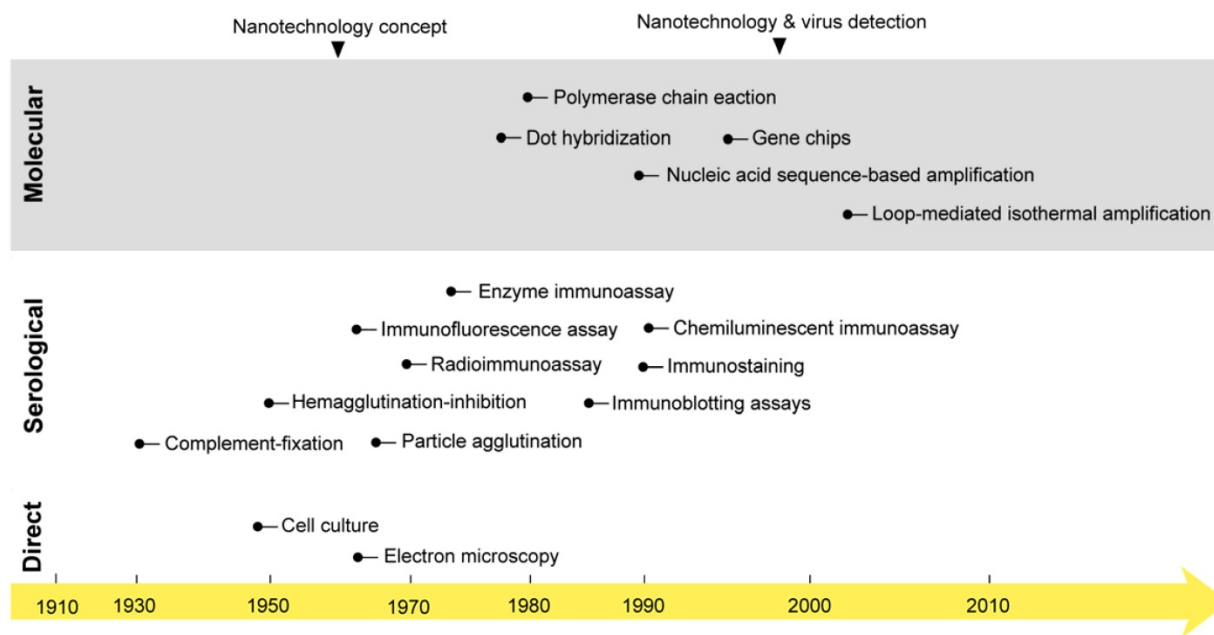 Nanotechnology concept
Nanotechnology & virus detection
Molecular
Polymerase chain eaction
Dot hybridization
Gene chips
Nucleic acid sequence-based amplification
Loop-mediated isothermal amplification
Serological
Enzyme immunoassay
Immunofluorescence assay
Chemiluminescent immunoassay
Radioimmunoassay
Immunostaining
Hemagglutination-inhibition
Immunoblotting assays
Complement-fixation
Particle agglutination
Direct
Cell culture
Electron microscopy
1910 1930 1950 1970 1980 1990 2000 2010